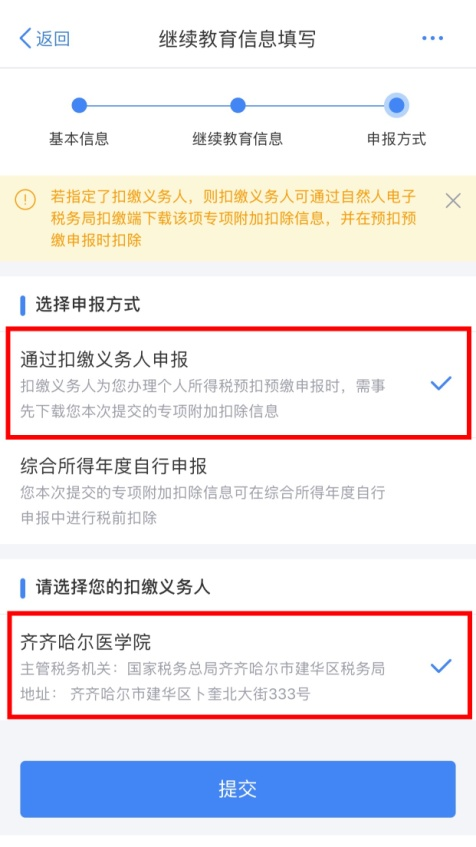 返回
继续教育信息填写
基本信息
继续教育信息
申报方式
若指定了扣缴义务人，则扣缴义务人可通过自然人电子
税务局扣缴端下载该项专项附加扣除信息，并在预扣预
缴申报时扣除
选择申报方式
通过扣缴义务人申报
扣缴义务人为您办理个人所得税预扣预缴申报时，需事
先下载您本次提交的专项附加扣除信息
综合所得年度自行申报
您本次提交的专项附加扣除信息可在综合所得年度自行
申报中进行税前扣除
请选择您的扣缴义务人
齐齐哈尔医学院
主管税务机关：国家税务总局齐齐哈尔市建华区税务局
地址： 齐齐哈尔市建华区卜奎北大街333号
提交